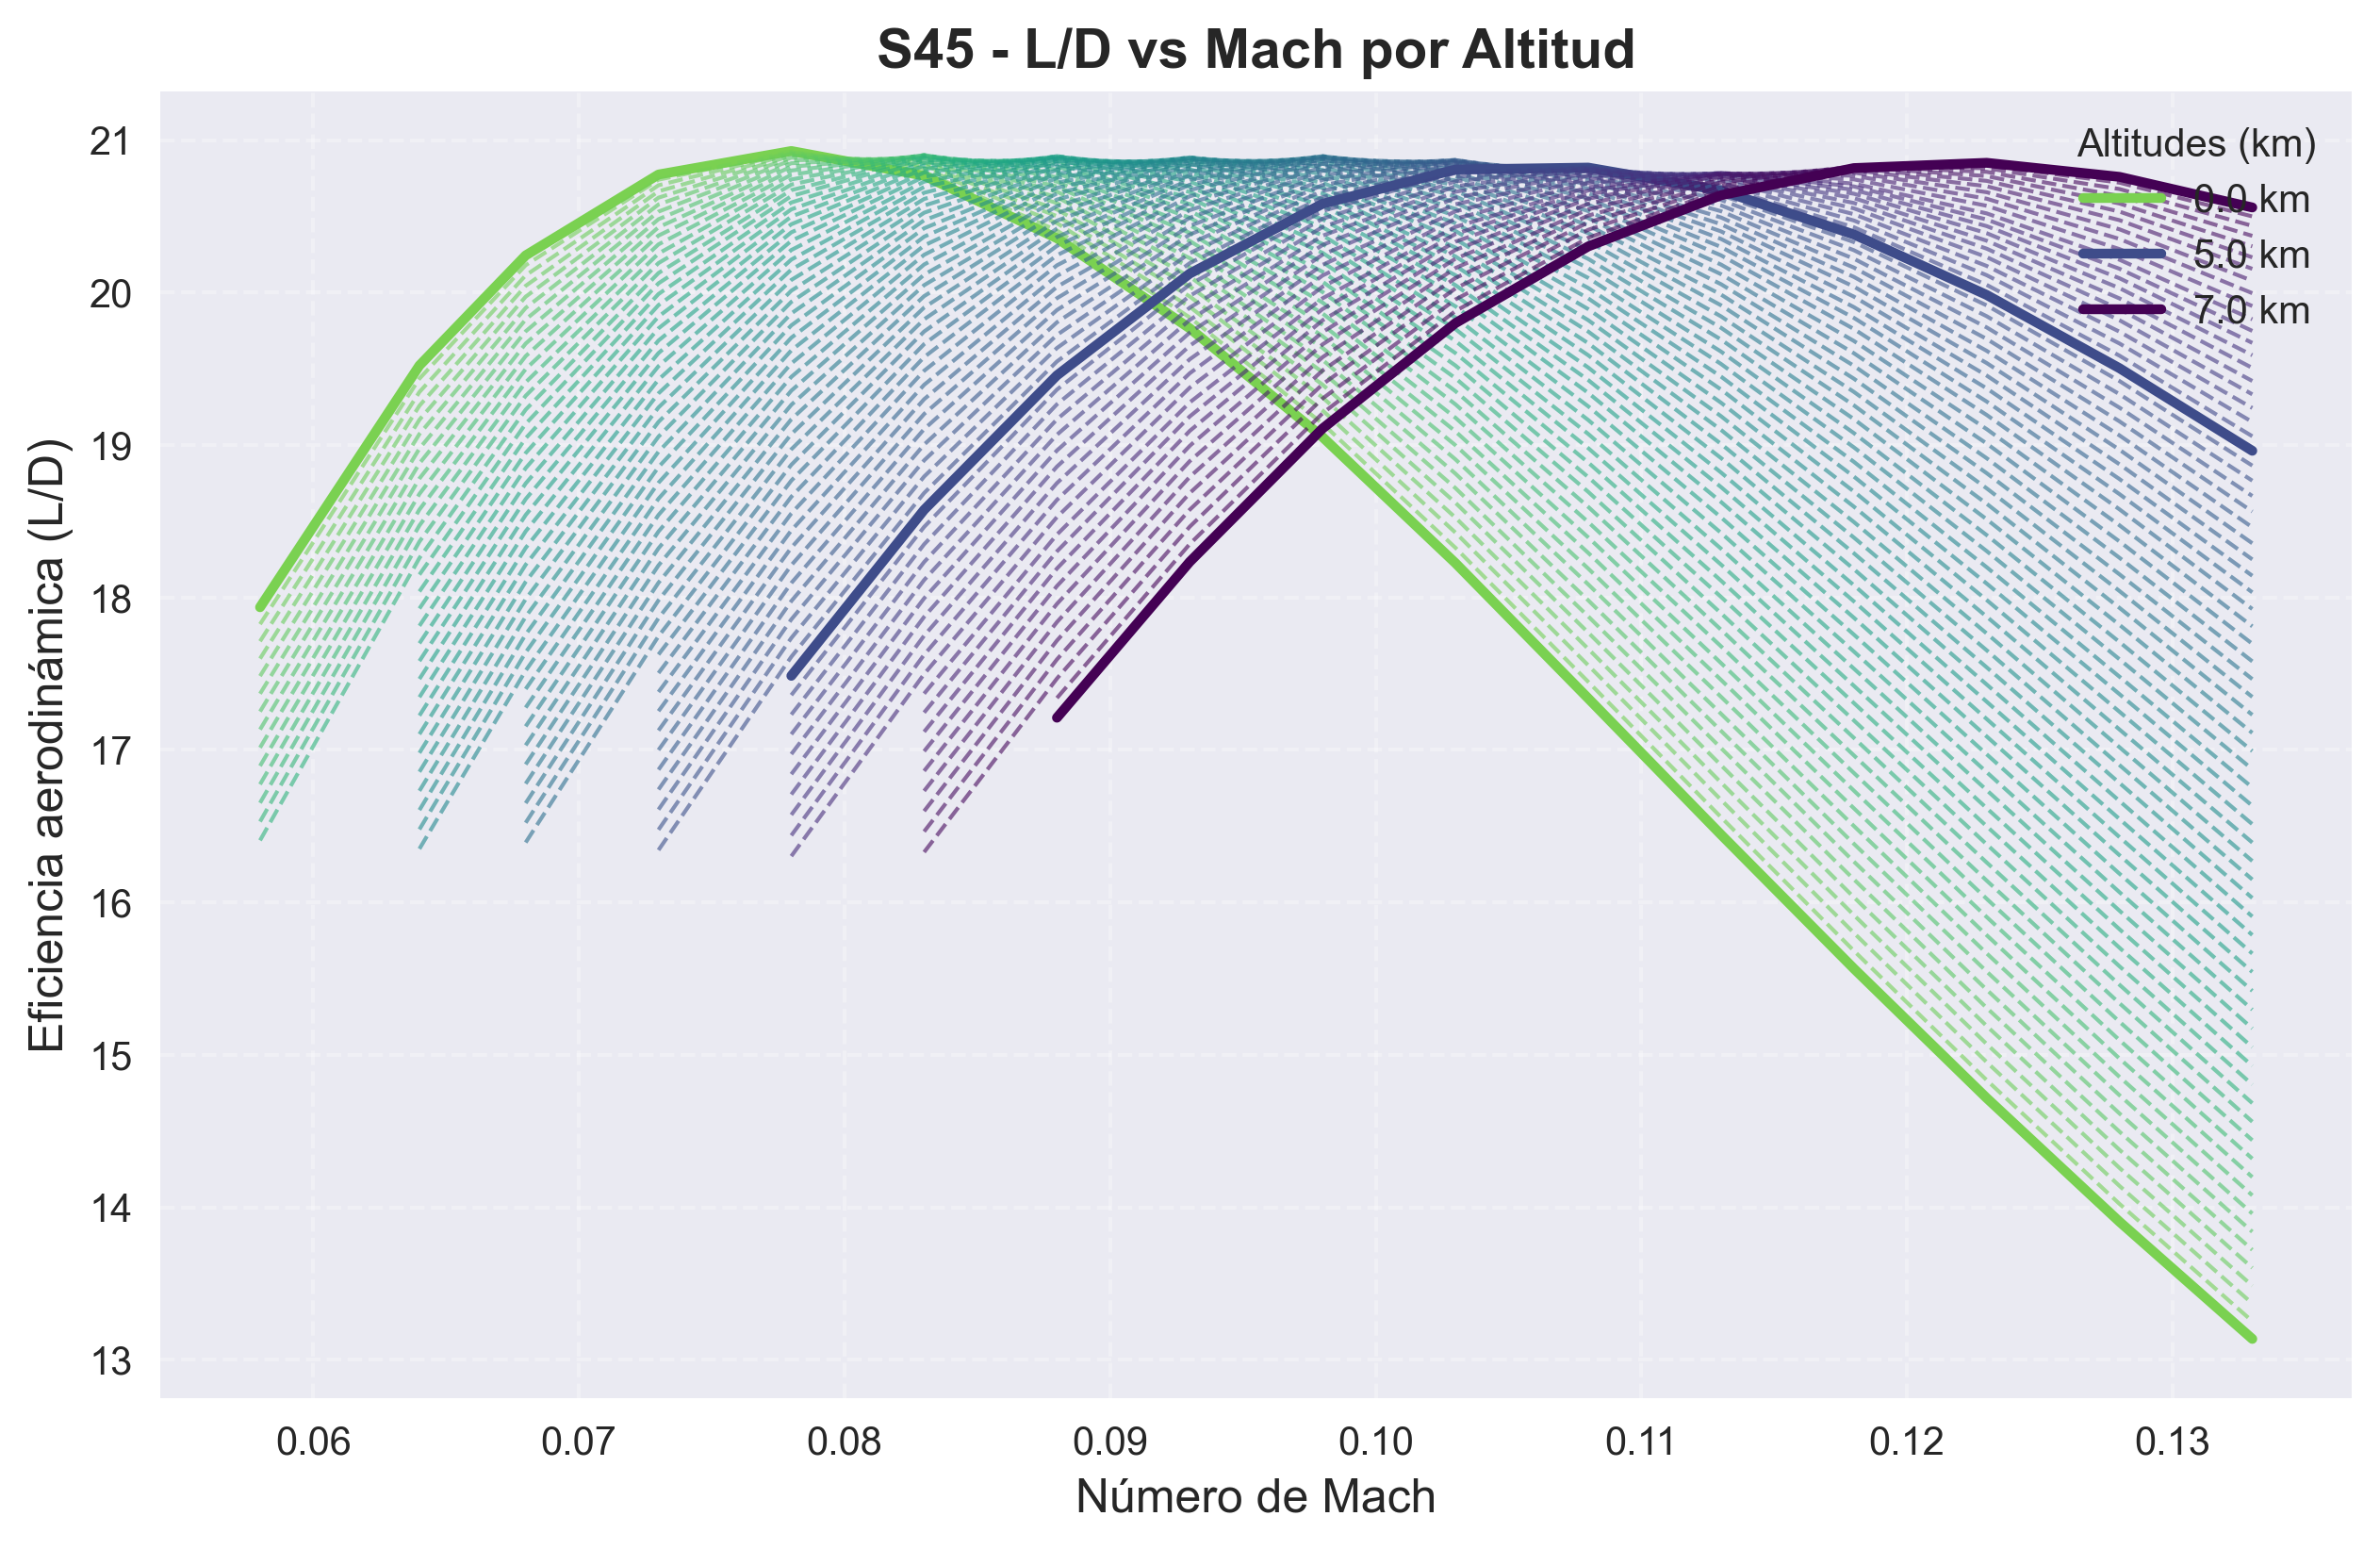 S45 - L/D vs Mach por Altitud
Eficiencia aerodinámica (L/D)
21
20
19
18
17
16
15
14
13
Altitudes (km)
0.0 km
5.0 km
7.0 km
0.06
0.07
0.08
0.09
0.10
0.11
0.12
0.13
Número de Mach